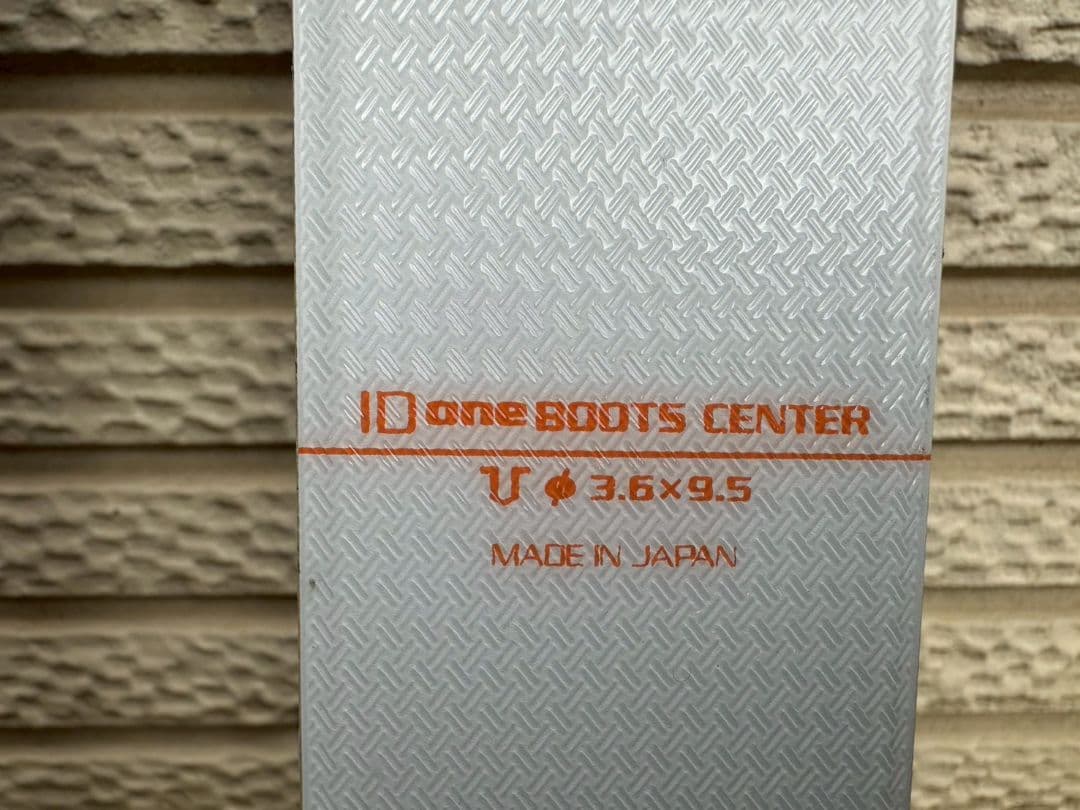 ID one BOOTS CENTER
ϕ 3.6×9.5
MADE IN JAPAN